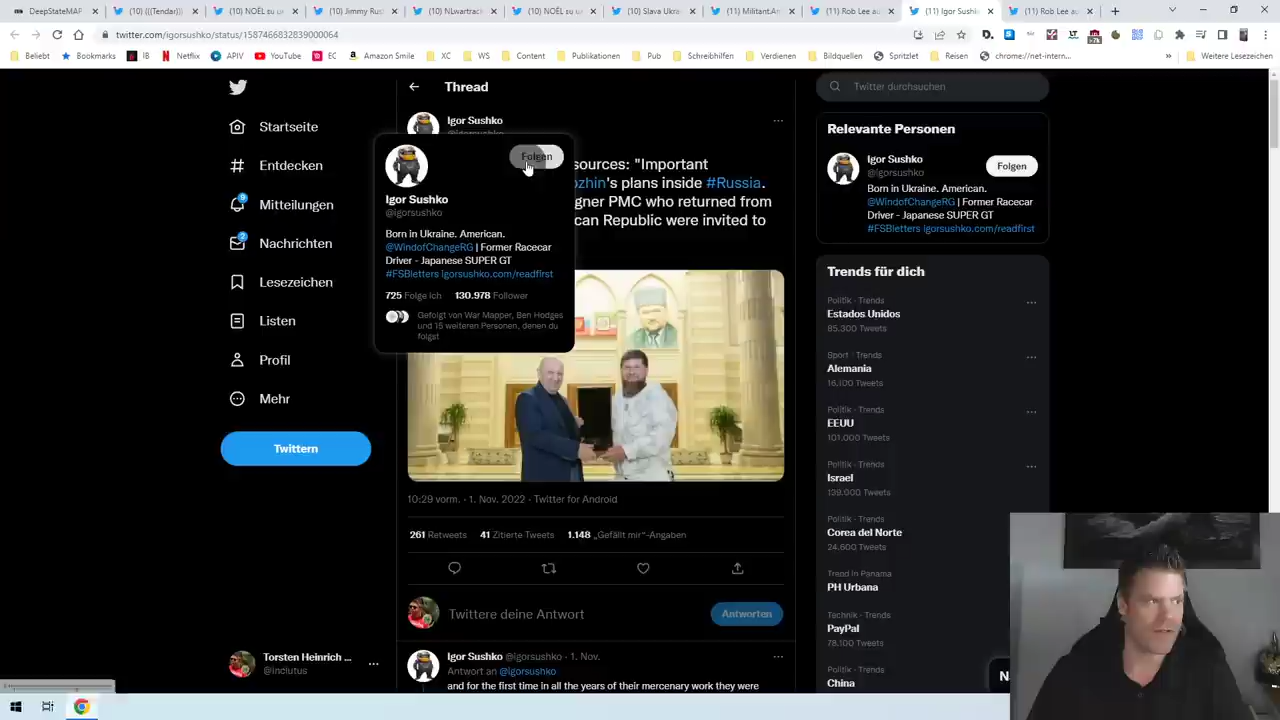 DeepStateMAP
(10) (((Tendar)))
(10) NOËL su
(10) Jimmy Rus
(10) NLwartrack
(10) NOËL su
(10) Slava Ukrei
(11) Militant.An
(11) Rob Lee au
(11) Igor Sushk
(11) Rob Lee au
twitter.com/igorsushko/status/1587466832839000064
Beliebt
Bookmarks
IB
Netflix
APIV
YouTube
EC
Amazon Smile
XC
WS
Content
Publikationen
Pub
Schreibhilfen
Verdienen
Bildquellen
Spritzlet
Reisen
chrome://net-intern...
»
Weitere Lesezeichen
Startseite
Entdecken
9
Mitteilungen
2
Nachrichten
Lesezeichen
Listen
Profil
Mehr
Twittern
Torsten Heinrich ...
@inclutus
Thread
Igor Sushko
@igorsushko
sources: "Important
ozhin's plans inside #Russia.
gner PMC who returned from
can Republic were invited to
Folgen
Igor Sushko
@igorsushko
Born in Ukraine. American.
@WindofChangeRG | Former Racecar
Driver - Japanese SUPER GT
#FSBletters igorsushko.com/readfirst
725 Folge ich 130.978 Follower
Gefolgt von War Mapper, Ben Hodges
und 15 weiteren Personen, denen du
folgst
10:29 vorm. · 1. Nov. 2022 · Twitter for Android
261 Retweets 41 Zitierte Tweets 1.148 „Gefällt mir“-Angaben
Twittere deine Antwort
Antworten
Igor Sushko @igorsushko · 1. Nov.
Antwort an @igorsushko
and for the first time in all the years of their mercenary work they were
Twitter durchsuchen
Relevante Personen
Igor Sushko
@igorsushko
Folgen
Born in Ukraine. American.
@WindofChangeRG | Former Racecar
Driver - Japanese SUPER GT
#FSBletters igorsushko.com/readfirst
Trends für dich
Politik · Trends
Estados Unidos
85.300 Tweets
Sport · Trends
Alemania
16.100 Tweets
Politik · Trends
EEUU
101.000 Tweets
Politik · Trends
Israel
139.000 Tweets
Politik · Trends
Corea del Norte
24.600 Tweets
Trend in Panama
PH Urbana
Technik · Trends
PayPal
78.100 Tweets
Politik · Trends
China